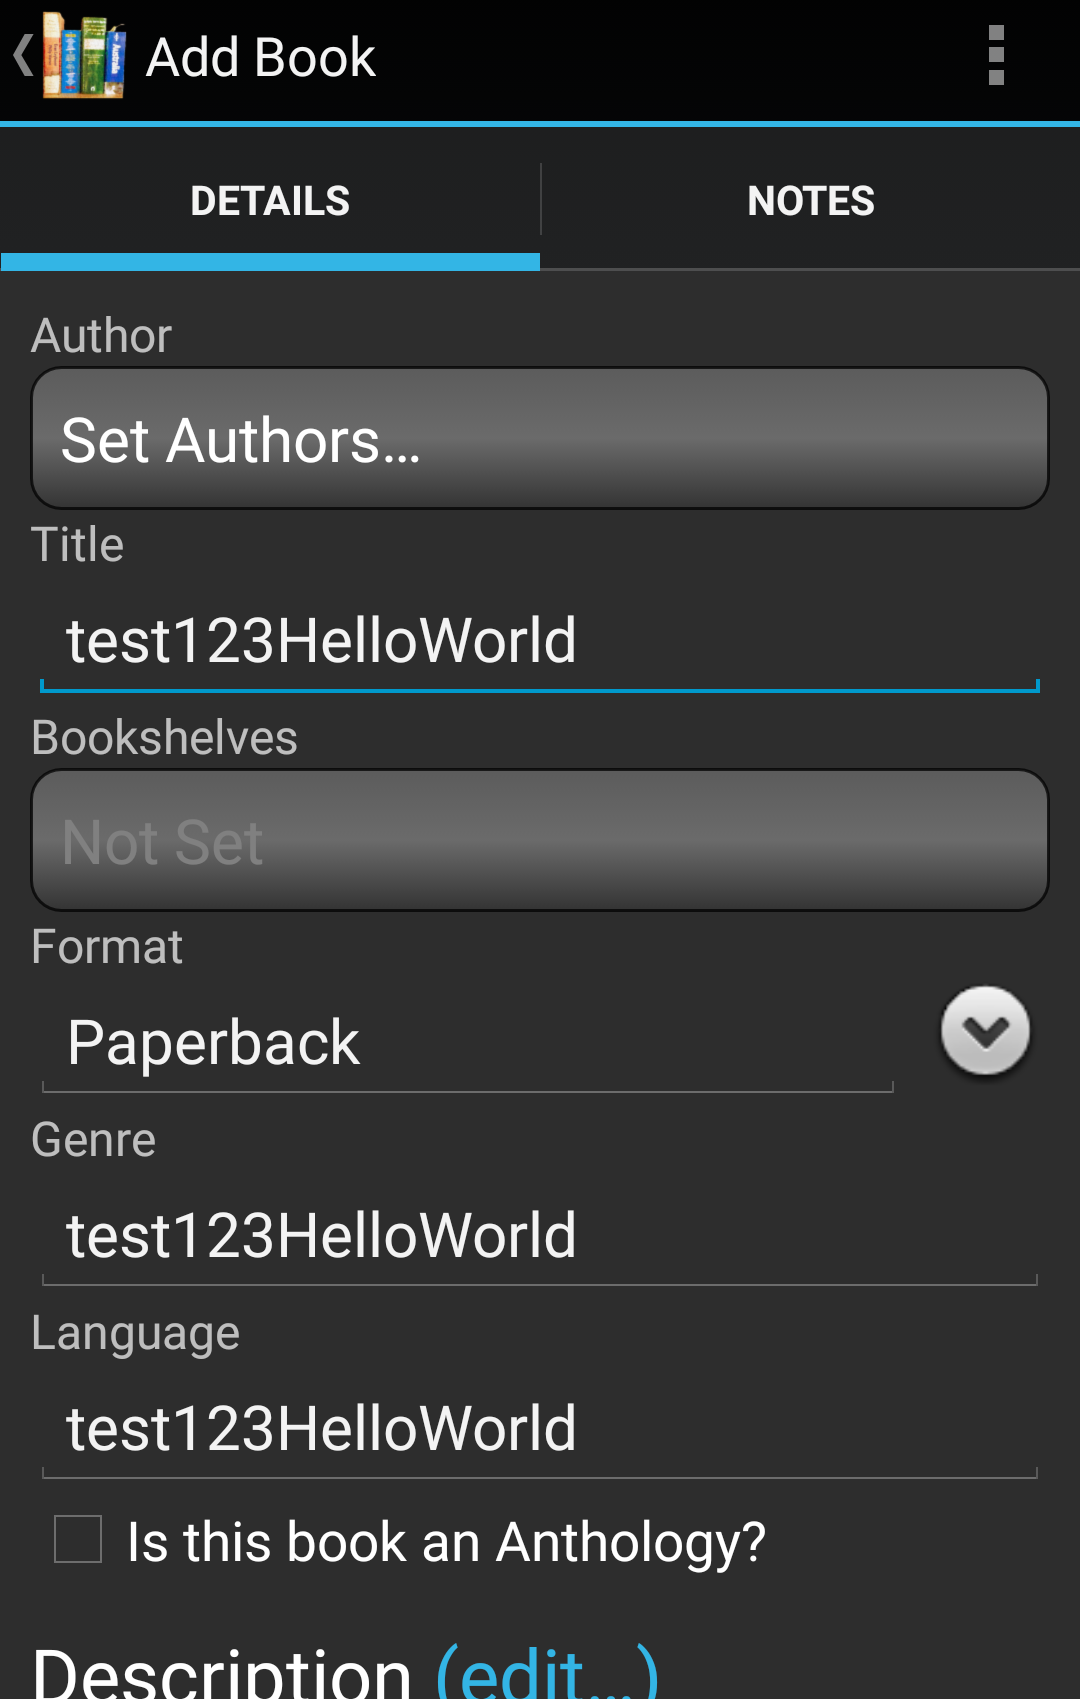 Add Book
DETAILS
NOTES
Author
Set Authors...
Title
test123HelloWorld
Bookshelves
Not Set
Format
Paperback
Genre
test123HelloWorld
Language
test123HelloWorld
Is this book an Anthology?
Description (edit...)